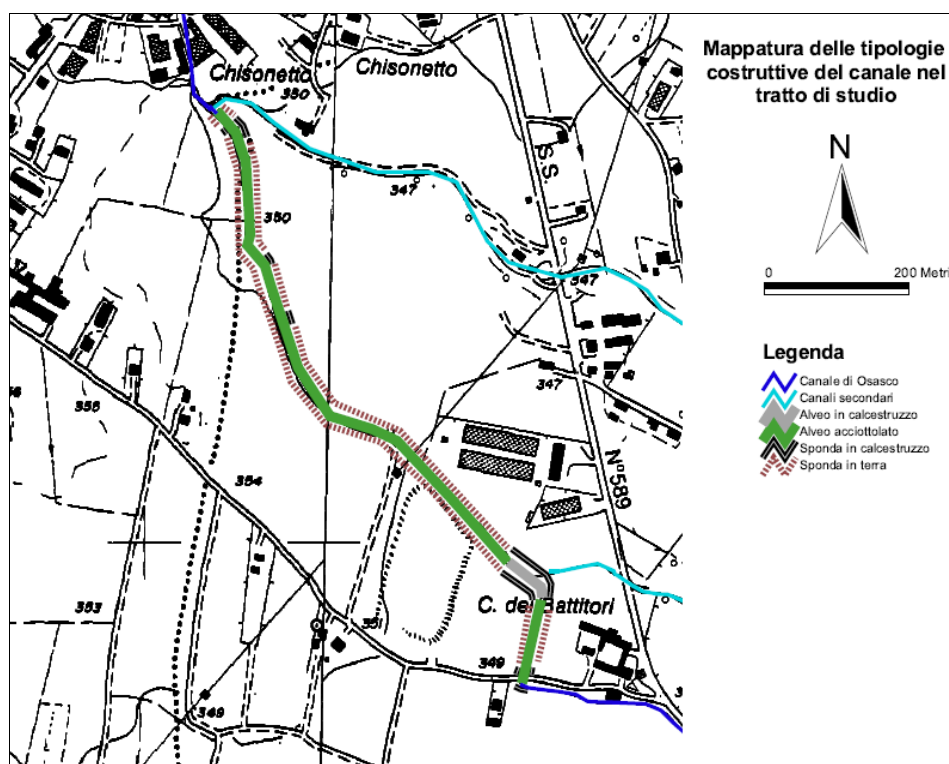 Mappatura delle tipologie
costruttive del canale nel
tratto di studio
N
0 200 Metri
Legenda
Canale di Osasco
Canali secondari
Alveo in calcestruzzo
Alveo acciottolato
Sponda in calcestruzzo
Sponda in terra
Chisonetto
Chisonetto
350
S.S.
347
350
347
347
355
N°589
354
C. dei Battitori
353
351
349
349